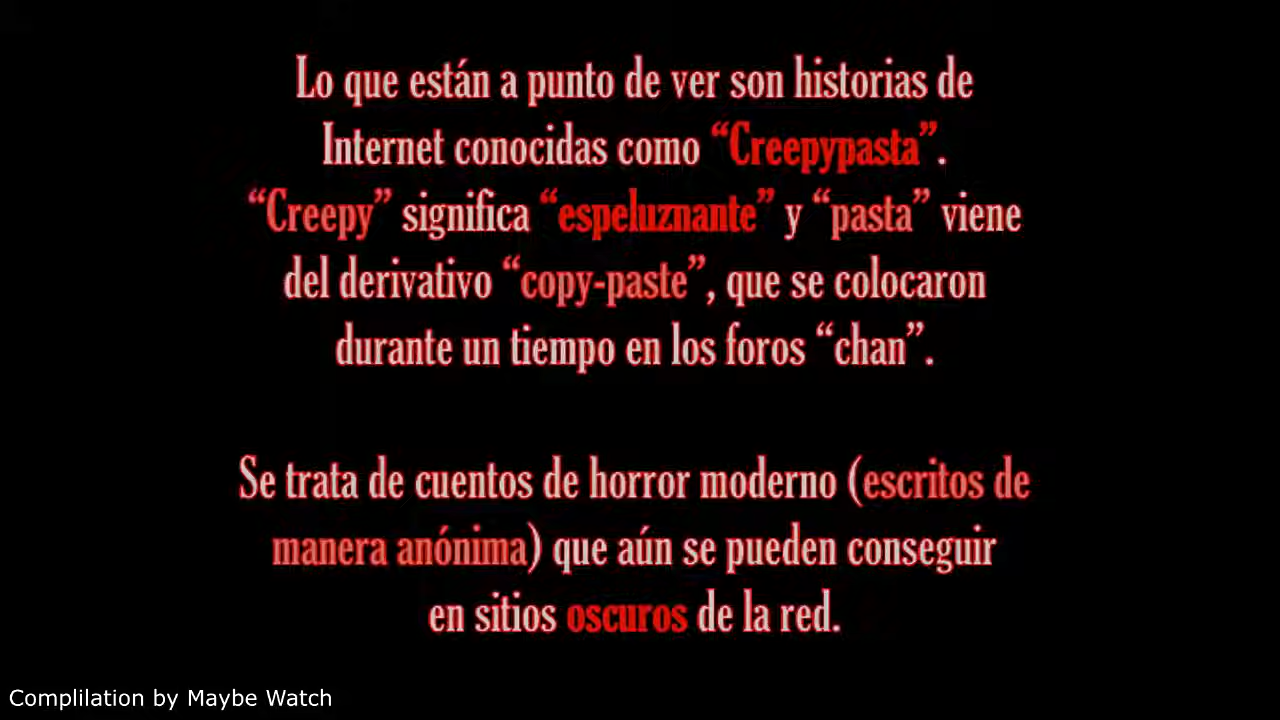 Lo que están a punto de ver son historias de
Internet conocidas como “Creepypasta”.
“Creepy” significa “espeluznante” y “pasta” viene
del derivativo “copy-paste”, que se colocaron
durante un tiempo en los foros “chan”.
Se trata de cuentos de horror moderno (escritos de
manera anónima) que aún se pueden conseguir
en sitios oscuros de la red.
Complilation by Maybe Watch